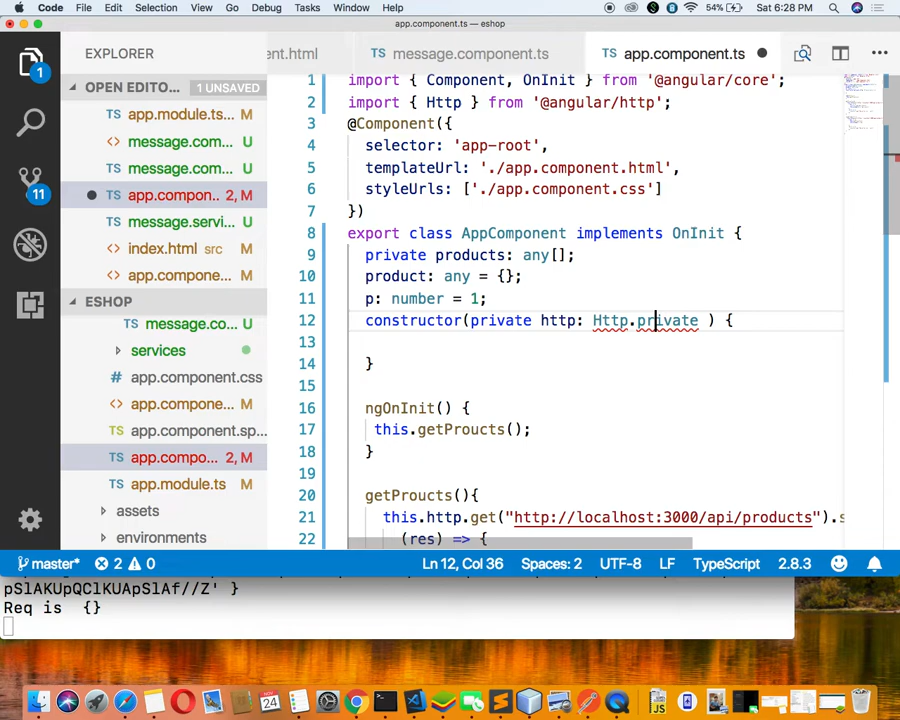 Code File Edit Selection View Go Debug Tasks Window Help 54% Sat 6:28 PM
app.component.ts — eshop
EXPLORER
ent.html TS message.component.ts TS app.component.ts
1
OPEN EDITO... 1 UNSAVED
TS app.module.ts... M
<> message.com... U
TS message.com... U
TS app.compon... 2, M
11
TS message.servi... U
<> index.html src M
<> app.compone... M
ESHOP
TS message.co... U
services
# app.component.css
<> app.compone... M
TS app.component.sp...
TS app.compo... 2, M
TS app.module.ts M
assets
environments
1 import { Component, OnInit } from '@angular/core';
2 import { Http } from '@angular/http';
3 @Component({
4 selector: 'app-root',
5 templateUrl: './app.component.html',
6 styleUrls: ['./app.component.css']
7 })
8 export class AppComponent implements OnInit {
9 private products: any[];
10 product: any = {};
11 p: number = 1;
12 constructor(private http: Http.private ) {
13
14 }
15
16 ngOnInit() {
17 this.getProucts();
18 }
19
20 getProucts(){
21 this.http.get("http://localhost:3000/api/products").s
22 (res) => {
master* 2 0 Ln 12, Col 36 Spaces: 2 UTF-8 LF TypeScript 2.8.3
pSlAKUpQClKUApSlAf//Z' }
Req is {}